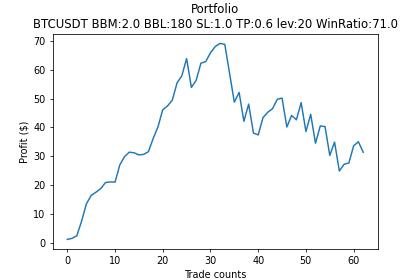 Portfolio
BTCUSDT BBM:2.0 BBL:180 SL:1.0 TP:0.6 lev:20 WinRatio:71.0
70
60
50
40
30
20
10
0
Profit ($)
0 10 20 30 40 50 60
Trade counts